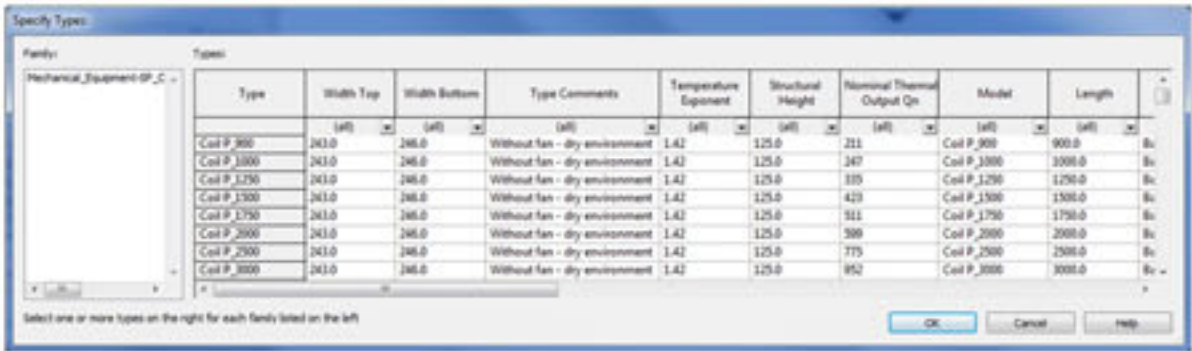 Specify Types
Family:
Types:
Mechanical_Equipment-SP_C
Type Width Top Width Bottom Type Comments Temperature Exponent Structural Height Nominal Thermal Output Qn Model Length
(all) (all) (all) (all) (all) (all) (all) (all)
Coil P_900 243.0 246.0 Without fan - dry environment 1.42 125.0 211 Coil P_900 900.0
Coil P_1000 243.0 246.0 Without fan - dry environment 1.42 125.0 247 Coil P_1000 1000.0
Coil P_1250 243.0 246.0 Without fan - dry environment 1.42 125.0 335 Coil P_1250 1250.0
Coil P_1500 243.0 246.0 Without fan - dry environment 1.42 125.0 423 Coil P_1500 1500.0
Coil P_1750 243.0 246.0 Without fan - dry environment 1.42 125.0 511 Coil P_1750 1750.0
Coil P_2000 243.0 246.0 Without fan - dry environment 1.42 125.0 599 Coil P_2000 2000.0
Coil P_2500 243.0 246.0 Without fan - dry environment 1.42 125.0 775 Coil P_2500 2500.0
Coil P_3000 243.0 246.0 Without fan - dry environment 1.42 125.0 952 Coil P_3000 3000.0
Select one or more types on the right for each family listed on the left
OK Cancel Help